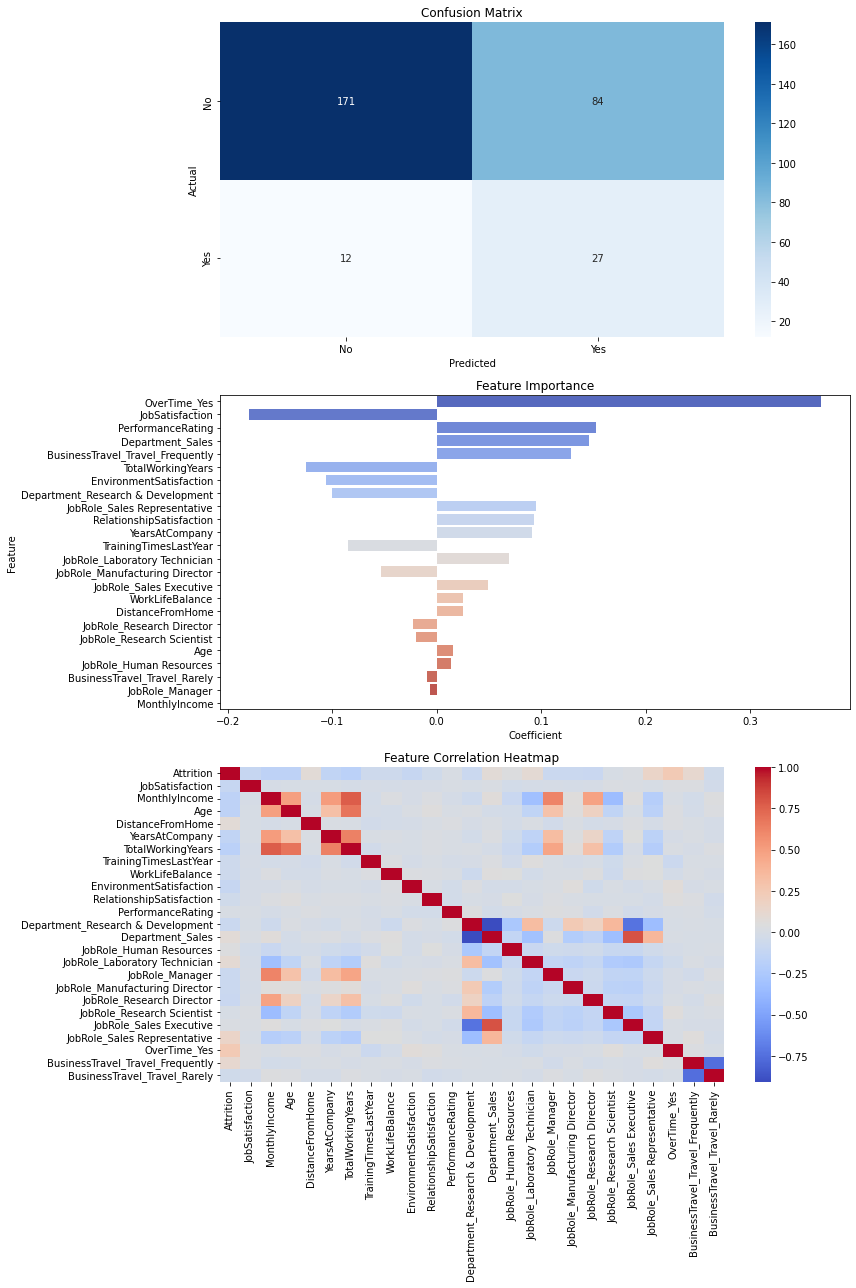 Confusion Matrix
No
171
84
Actual
Yes
12
27
No
Yes
Predicted
160
140
120
100
80
60
40
20
Feature Importance
OverTime_Yes
JobSatisfaction
PerformanceRating
Department_Sales
BusinessTravel_Travel_Frequently
TotalWorkingYears
EnvironmentSatisfaction
Department_Research & Development
JobRole_Sales Representative
RelationshipSatisfaction
YearsAtCompany
TrainingTimesLastYear
JobRole_Laboratory Technician
JobRole_Manufacturing Director
JobRole_Sales Executive
WorkLifeBalance
DistanceFromHome
JobRole_Research Director
JobRole_Research Scientist
Age
JobRole_Human Resources
BusinessTravel_Travel_Rarely
JobRole_Manager
MonthlyIncome
Feature
−0.2
−0.1
0.0
0.1
0.2
0.3
Coefficient
Feature Correlation Heatmap
Attrition
JobSatisfaction
MonthlyIncome
Age
DistanceFromHome
YearsAtCompany
TotalWorkingYears
TrainingTimesLastYear
WorkLifeBalance
EnvironmentSatisfaction
RelationshipSatisfaction
PerformanceRating
Department_Research & Development
Department_Sales
JobRole_Human Resources
JobRole_Laboratory Technician
JobRole_Manager
JobRole_Manufacturing Director
JobRole_Research Director
JobRole_Research Scientist
JobRole_Sales Executive
JobRole_Sales Representative
OverTime_Yes
BusinessTravel_Travel_Frequently
BusinessTravel_Travel_Rarely
Attrition
JobSatisfaction
MonthlyIncome
Age
DistanceFromHome
YearsAtCompany
TotalWorkingYears
TrainingTimesLastYear
WorkLifeBalance
EnvironmentSatisfaction
RelationshipSatisfaction
PerformanceRating
Department_Research & Development
Department_Sales
JobRole_Human Resources
JobRole_Laboratory Technician
JobRole_Manager
JobRole_Manufacturing Director
JobRole_Research Director
JobRole_Research Scientist
JobRole_Sales Executive
JobRole_Sales Representative
OverTime_Yes
BusinessTravel_Travel_Frequently
BusinessTravel_Travel_Rarely
1.00
0.75
0.50
0.25
0.00
−0.25
−0.50
−0.75